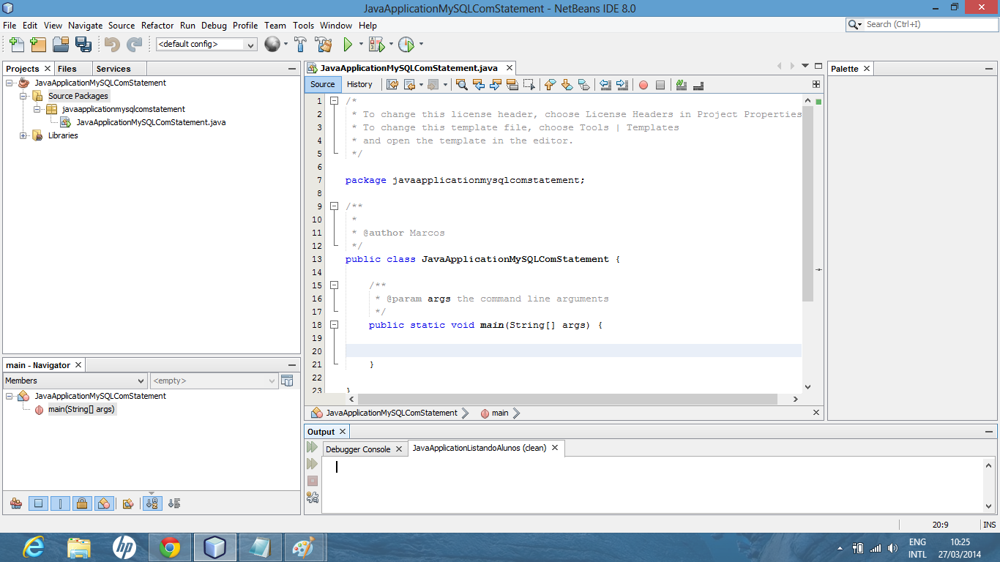 JavaApplicationMySQLComStatement - NetBeans IDE 8.0
File Edit View Navigate Source Refactor Run Debug Profile Team Tools Window Help
Search (Ctrl+I)
<default config>
Projects Files Services
JavaApplicationMySQLComStatement
Source Packages
javaapplicationmysqlcomstatement
JavaApplicationMySQLComStatement.java
Libraries
main - Navigator
Members
<empty>
JavaApplicationMySQLComStatement
main(String[] args)
JavaApplicationMySQLComStatement.java
Source History
1 /*
2 * To change this license header, choose License Headers in Project Properties
3 * To change this template file, choose Tools | Templates
4 * and open the template in the editor.
5 */
6
7 package javaapplicationmysqlcomstatement;
8
9 /**
10 *
11 * @author Marcos
12 */
13 public class JavaApplicationMySQLComStatement {
14
15 /**
16 * @param args the command line arguments
17 */
18 public static void main(String[] args) {
19
20
21 }
22
23 }
JavaApplicationMySQLComStatement main
Palette
Output
Debugger Console JavaApplicationListandoAlunos (clean)
20:9 INS
hp
ENG
INTL
10:25
27/03/2014